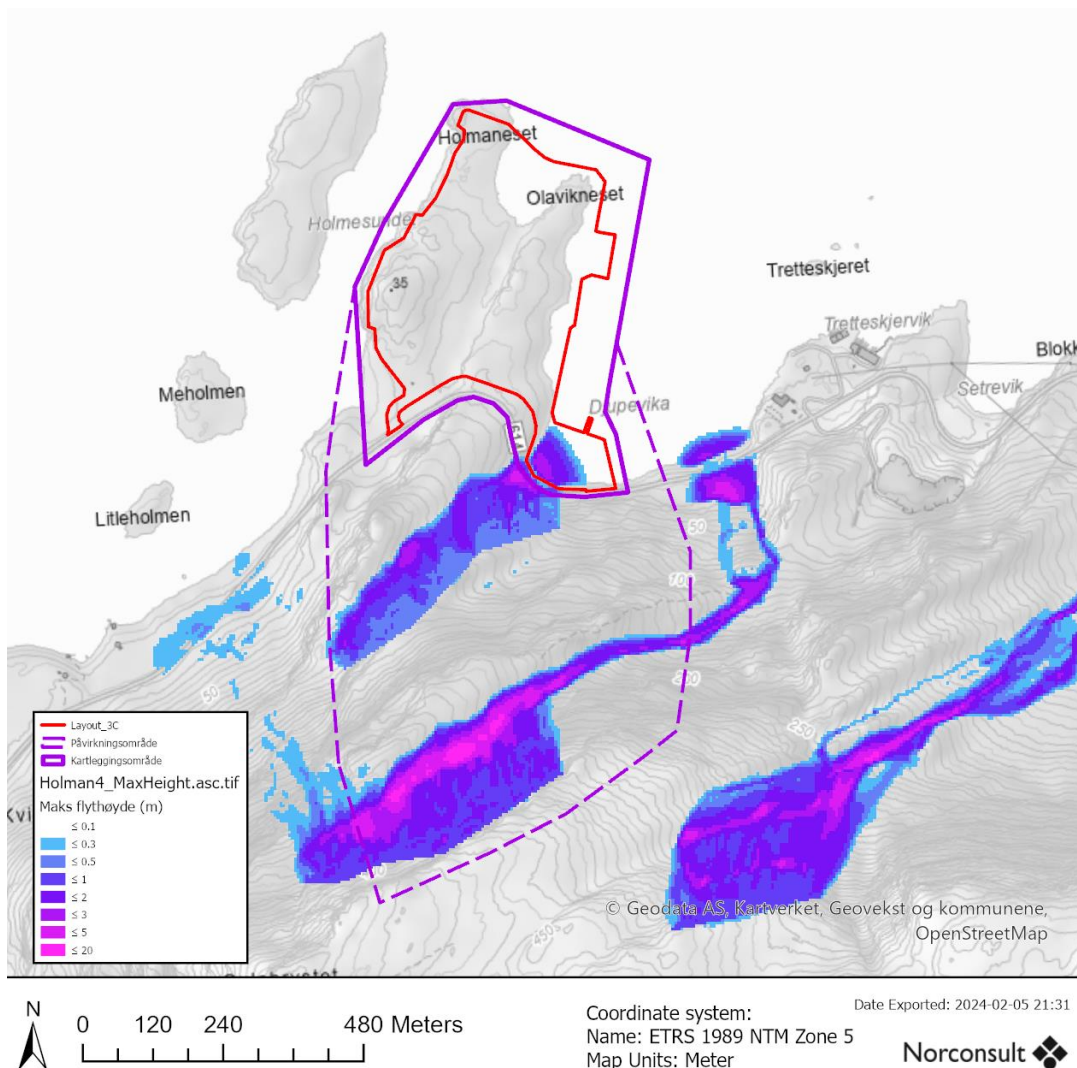 Holmaneset
Olavikneset
Holmesundet
35
Tretteskjeret
Tretteskjervik
Blokk
Setrevik
Meholmen
Djupevika
614
Litleholmen
50
50
200
250
Layout_3C
Påvirkningsområde
Kartleggingsområde
Holman4_MaxHeight.asc.tif
Maks flythøyde (m)
≤ 0.1
≤ 0.3
≤ 0.5
≤ 1
≤ 2
≤ 3
≤ 5
≤ 20
Kvi
450
© Geodata AS, Kartverket, Geovekst og kommunene,
OpenStreetMap
N
0 120 240 480 Meters
Coordinate system:
Name: ETRS 1989 NTM Zone 5
Map Units: Meter
Date Exported: 2024-02-05 21:31
Norconsult